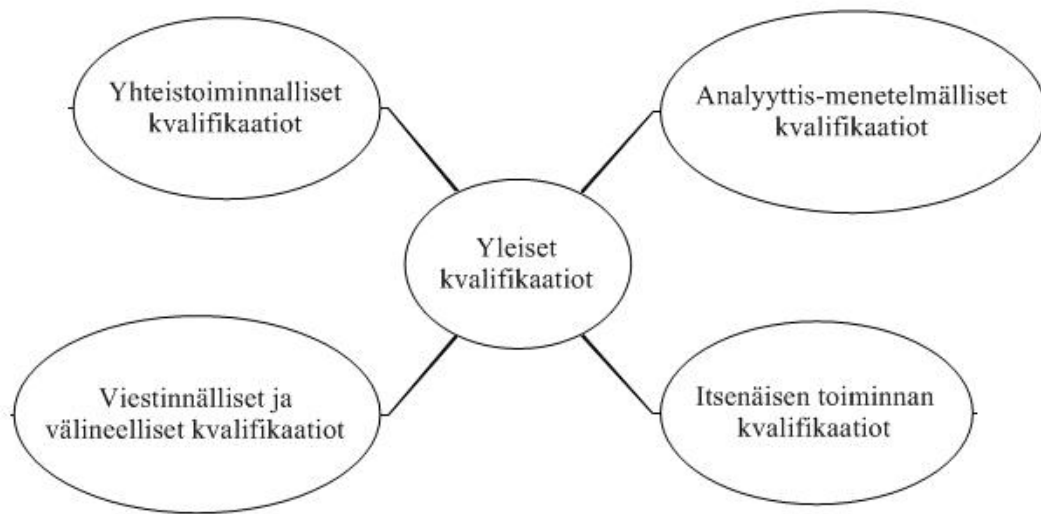 Yhteistoiminnalliset
kvalifikaatiot
Analyyttis-menetelmälliset
kvalifikaatiot
Yleiset
kvalifikaatiot
Viestinnälliset ja
välineelliset kvalifikaatiot
Itsenäisen toiminnan
kvalifikaatiot